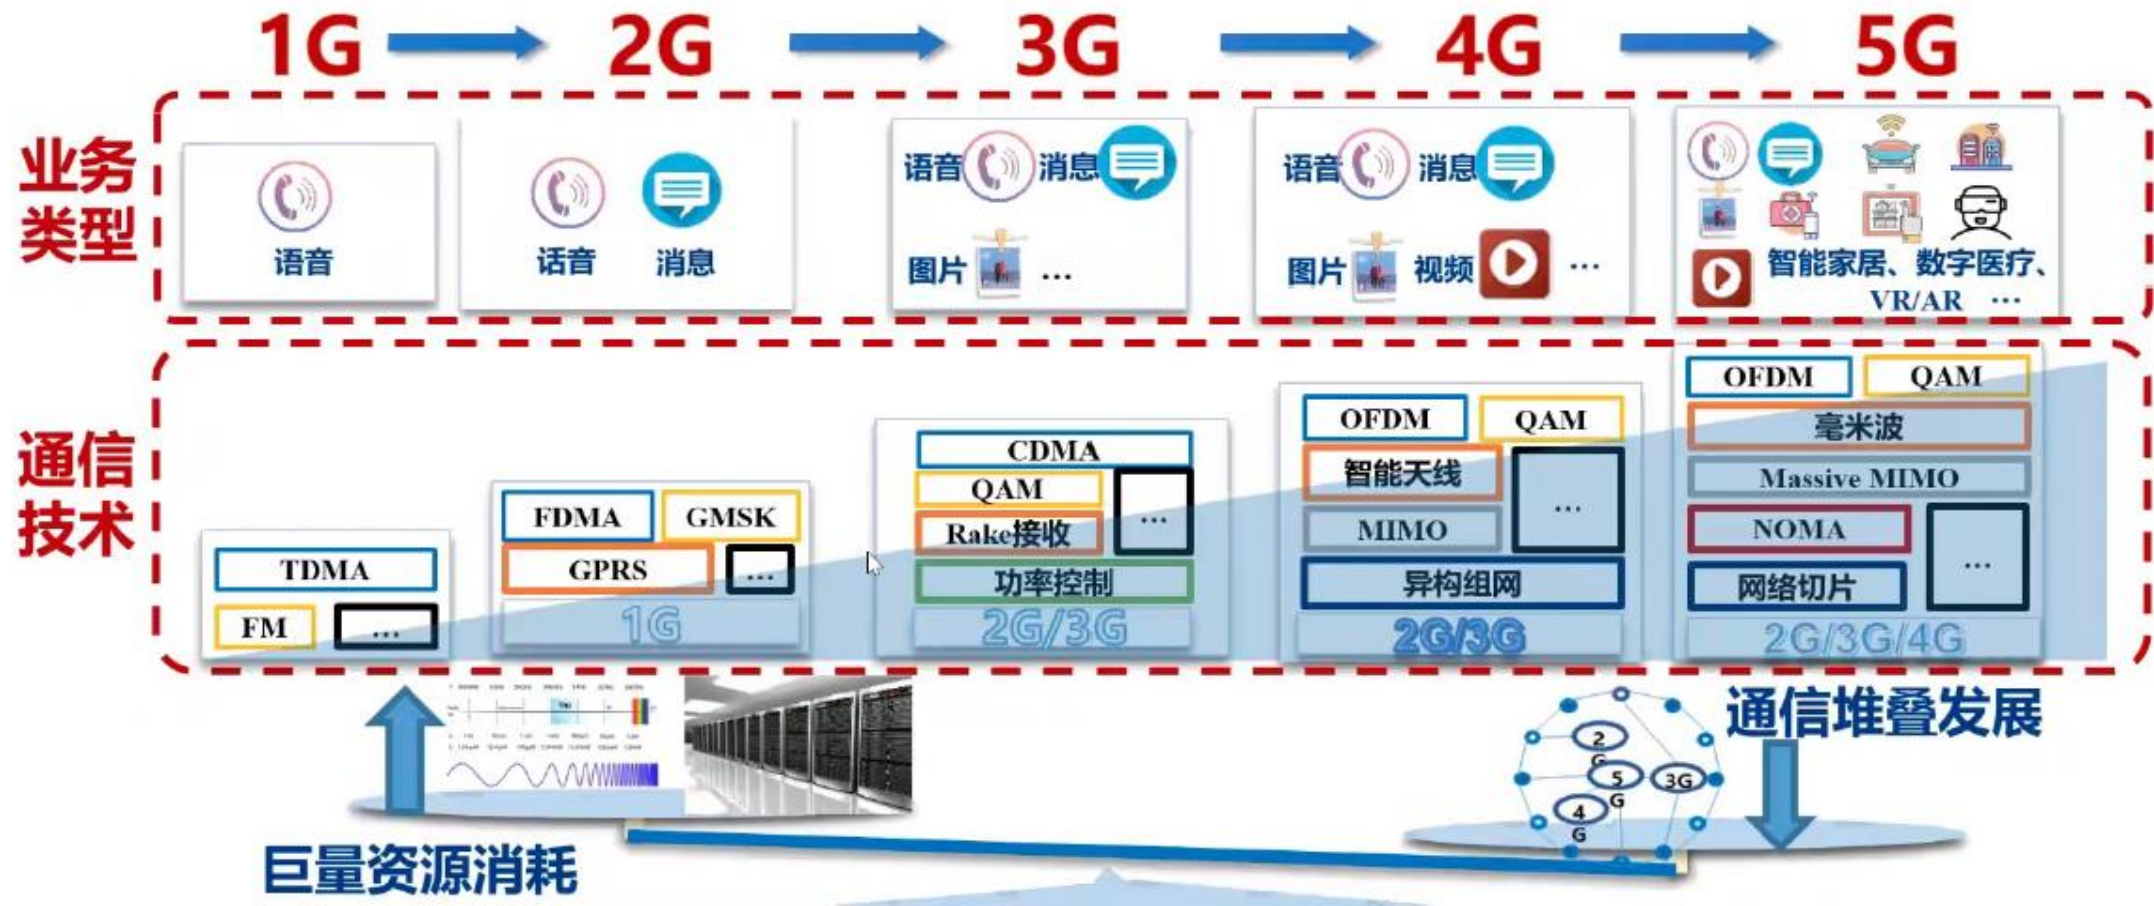 1G 2G 3G 4G 5G
业务
类型
语音
话音 消息
语音 消息
图片 ...
语音 消息
图片 视频 ...
智能家居、数字医疗、
VR/AR ...
通信
技术
TDMA
FM ...
FDMA GMSK
GPRS ...
1G
CDMA
QAM
Rake接收 ...
功率控制
2G/3G
OFDM QAM
智能天线
MIMO ...
异构组网
2G/3G
OFDM QAM
毫米波
Massive MIMO
NOMA
网络切片 ...
2G/3G/4G
巨量资源消耗
2
G
5
G
3G
4
G
通信堆叠发展